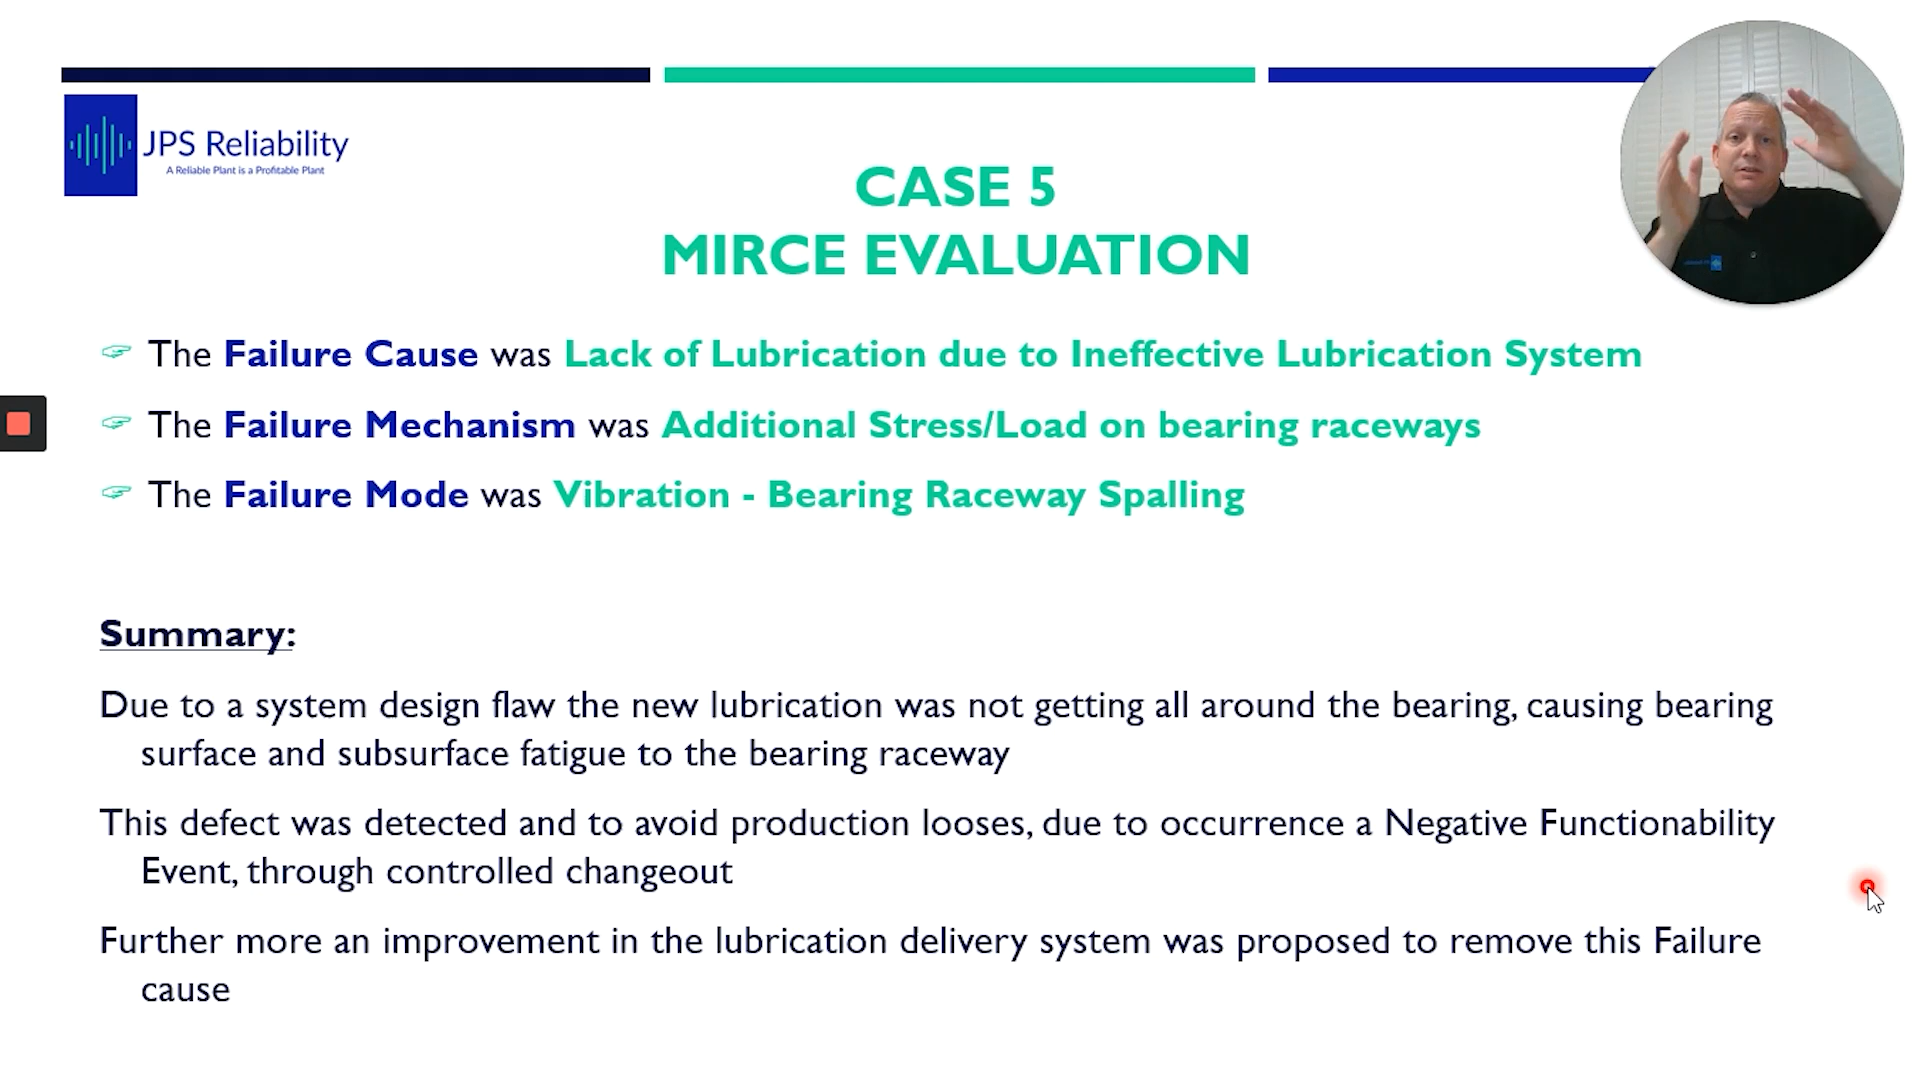 JPS Reliability
A Reliable Plant is a Profitable Plant
CASE 5
MIRCE EVALUATION
The Failure Cause was Lack of Lubrication due to Ineffective Lubrication System
The Failure Mechanism was Additional Stress/Load on bearing raceways
The Failure Mode was Vibration - Bearing Raceway Spalling
Summary:
Due to a system design flaw the new lubrication was not getting all around the bearing, causing bearing
surface and subsurface fatigue to the bearing raceway
This defect was detected and to avoid production looses, due to occurrence a Negative Functionability
Event, through controlled changeout
Further more an improvement in the lubrication delivery system was proposed to remove this Failure
cause